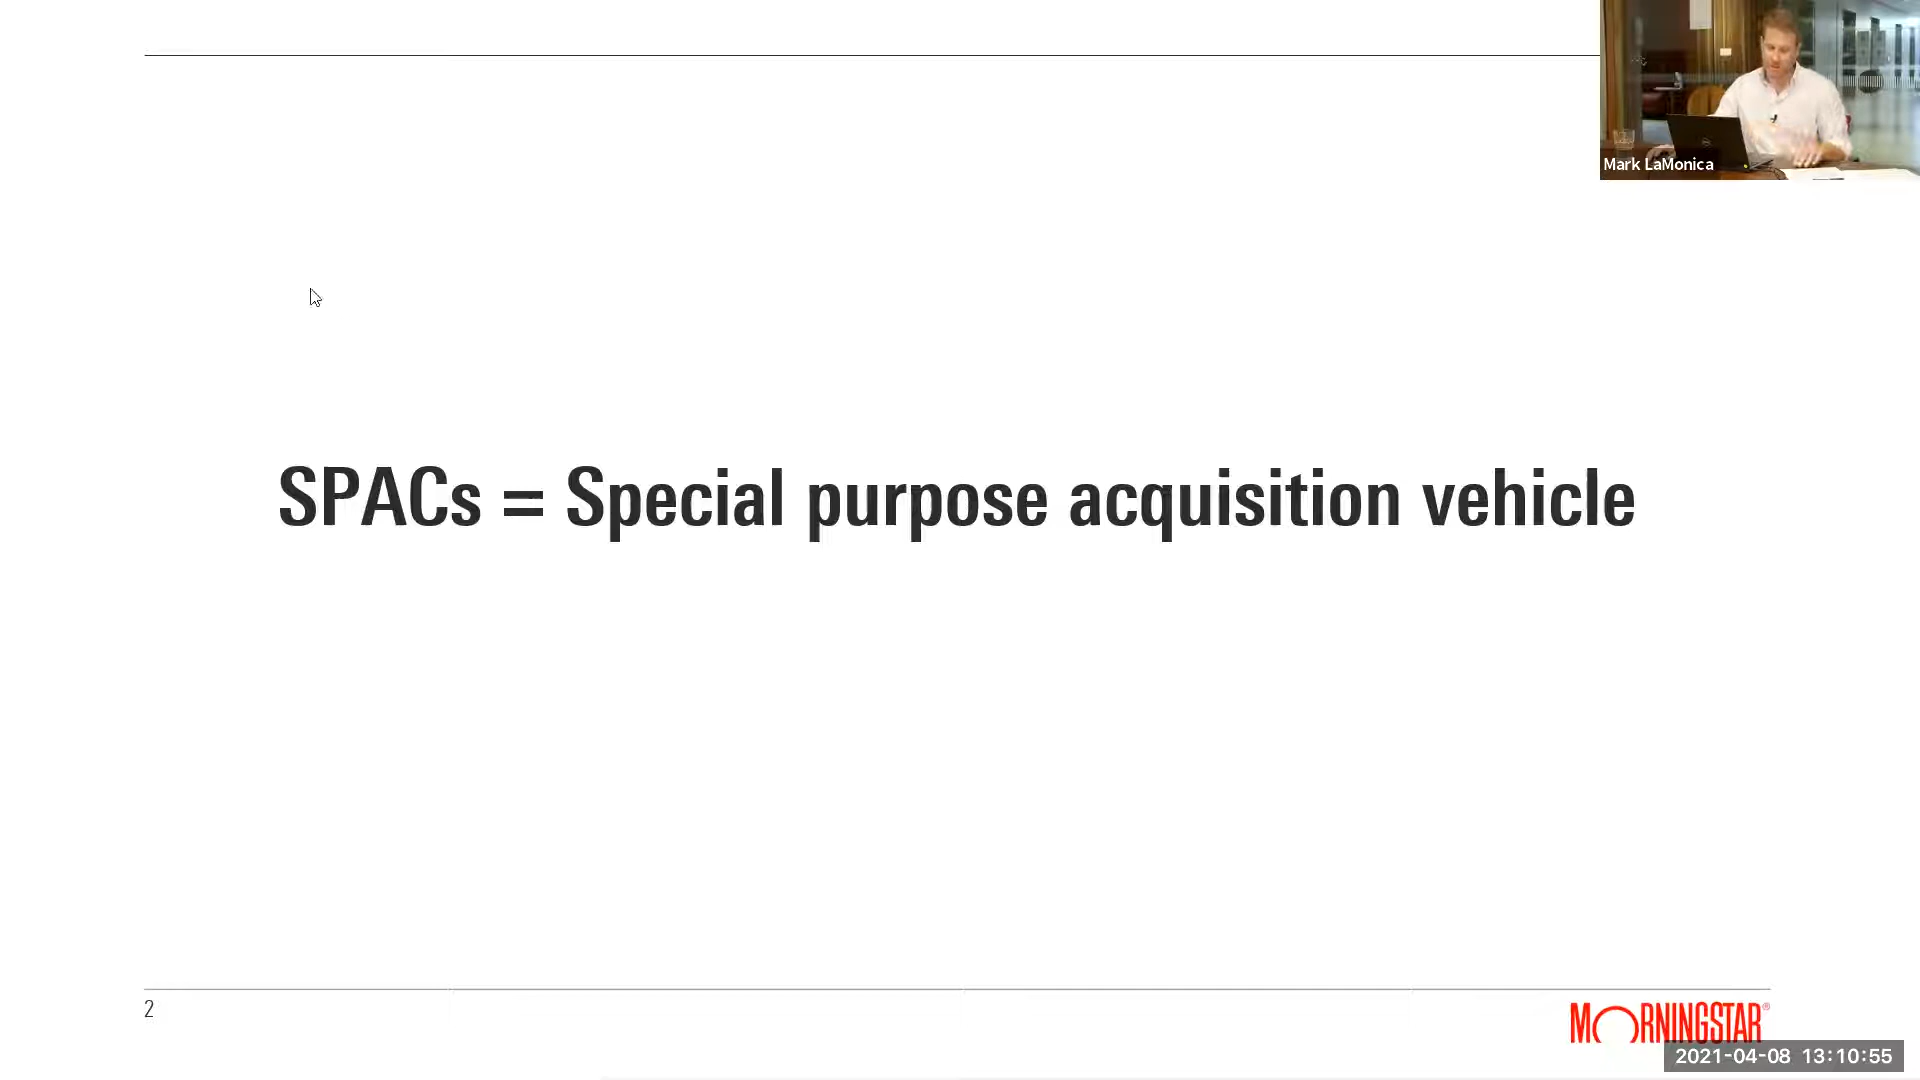 Mark LaMonica
SPACs = Special purpose acquisition vehicle
2
MORNINGSTAR®
2021-04-08 13:10:55